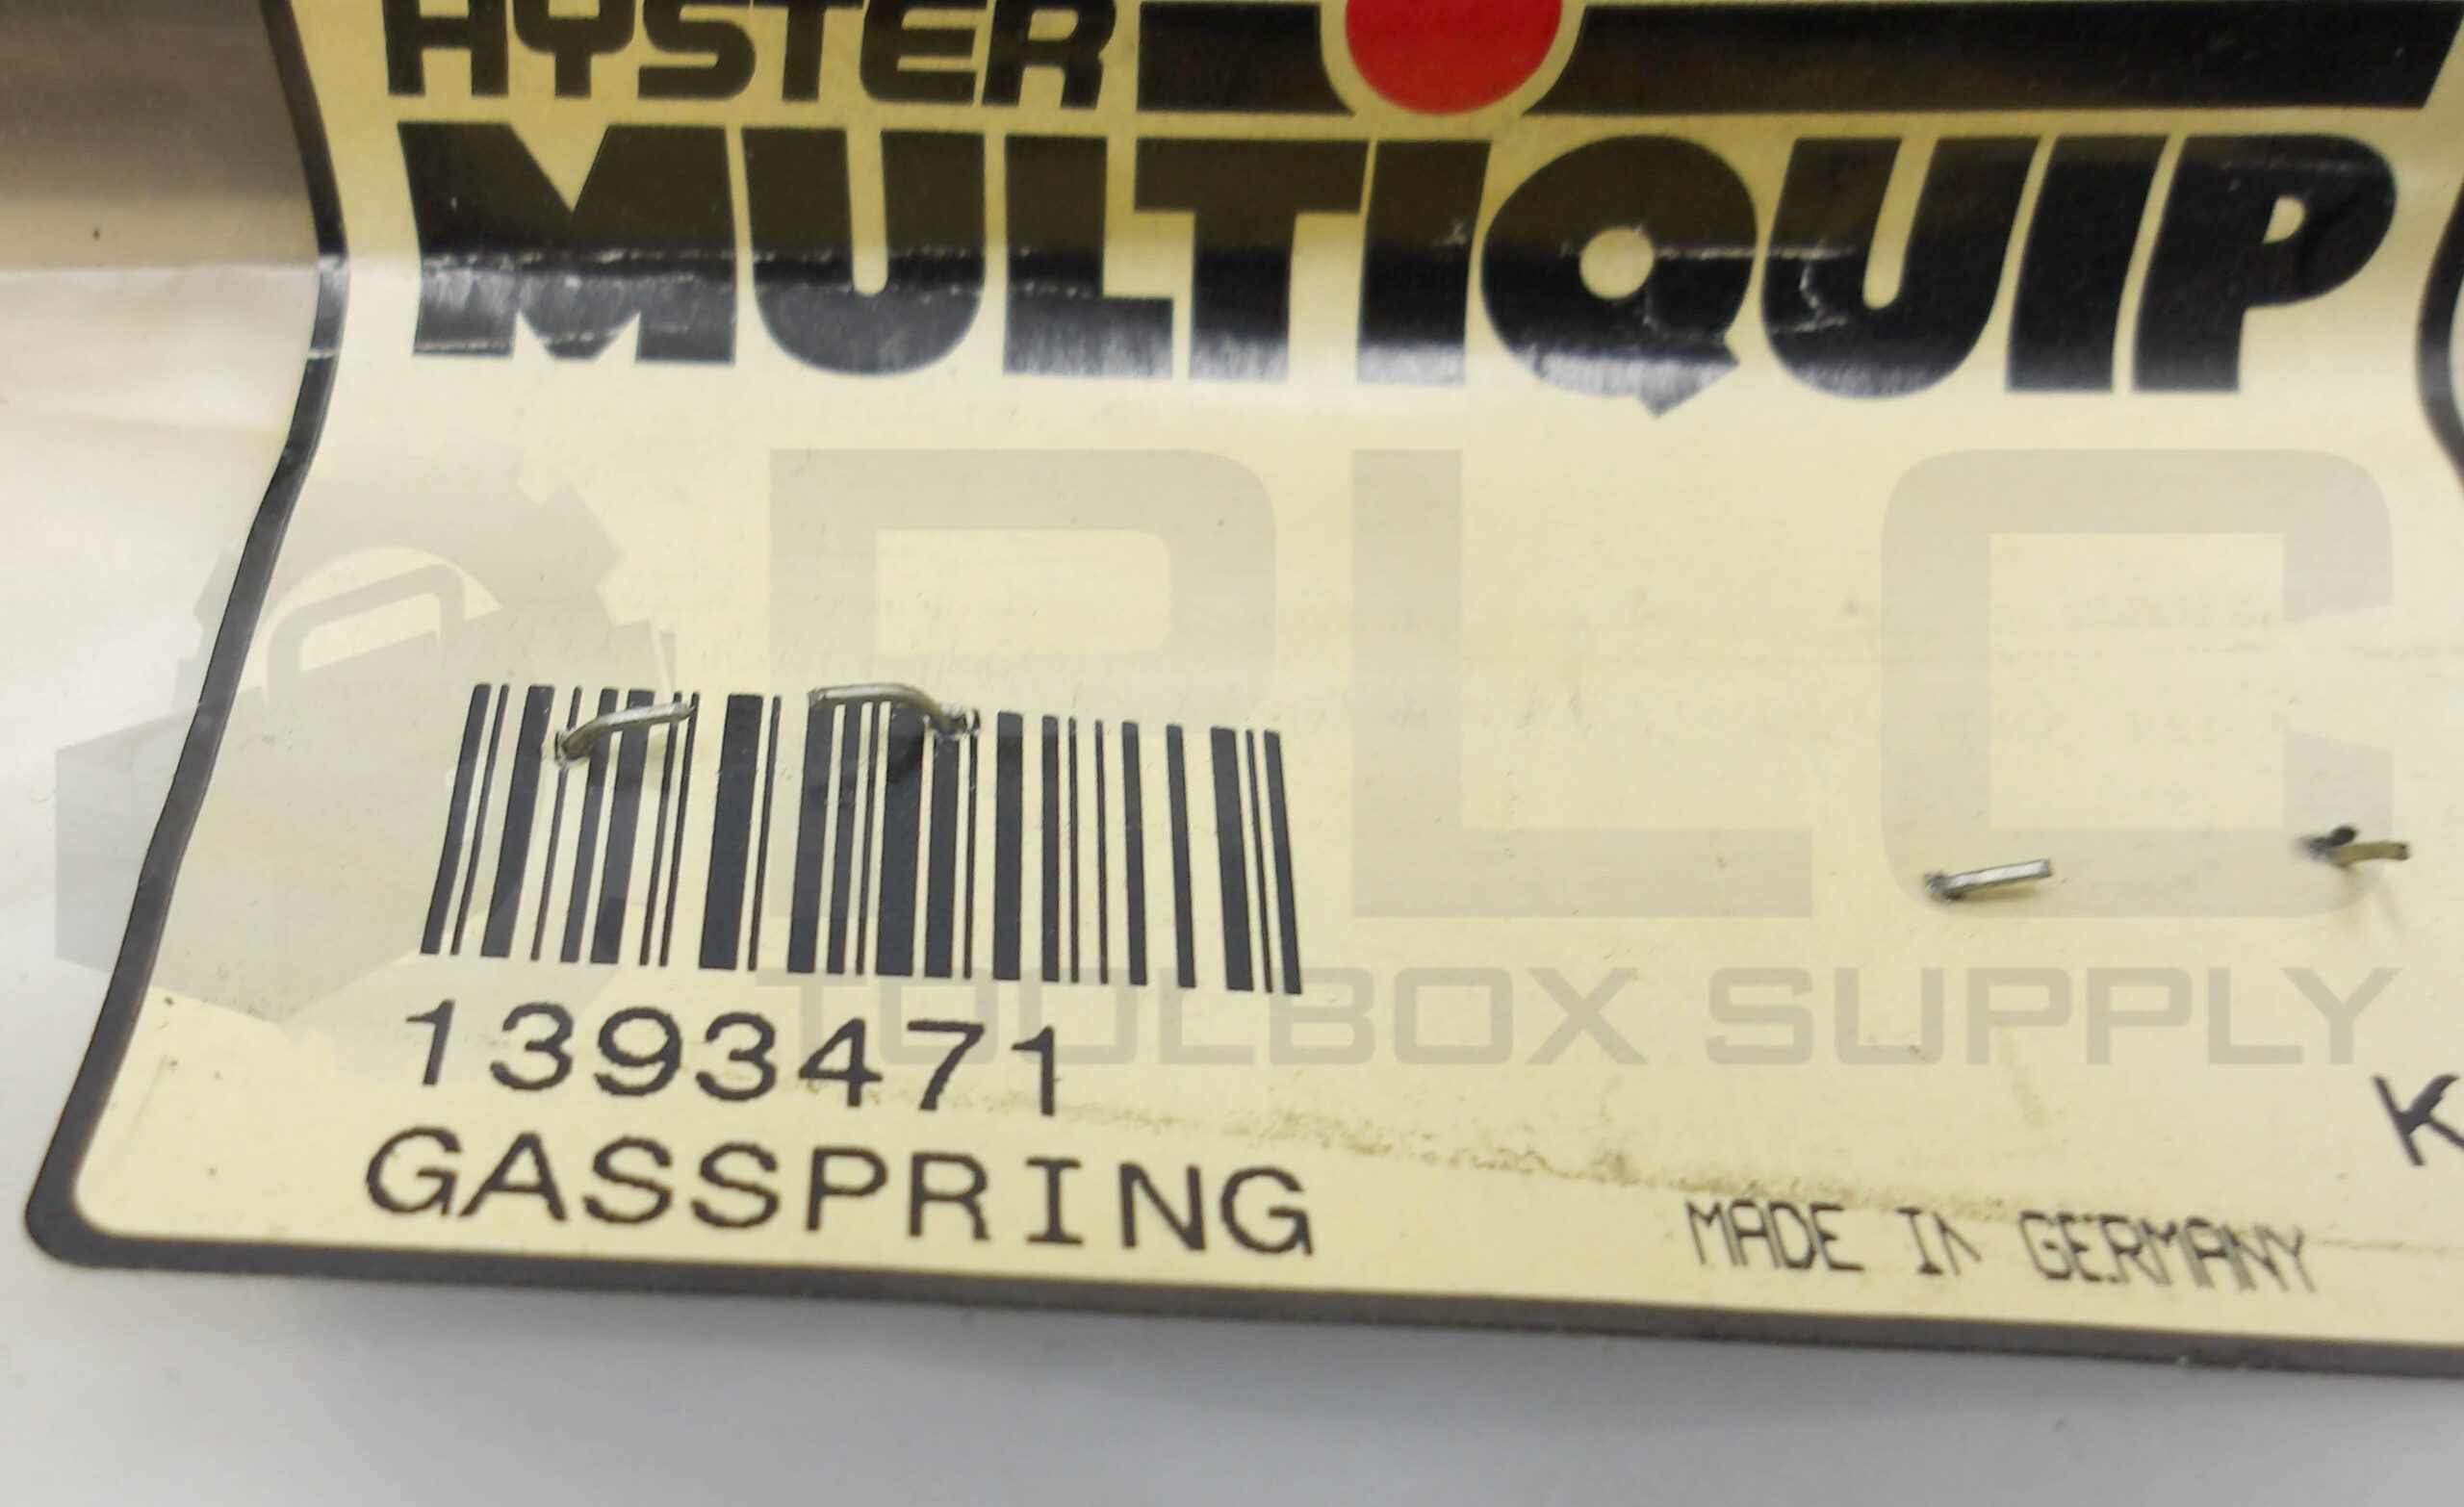 HYSTER
MULTIQUIP
PLC
TOOLBOX SUPPLY
1393471
K
GASSPRING
MADE IN GERMANY